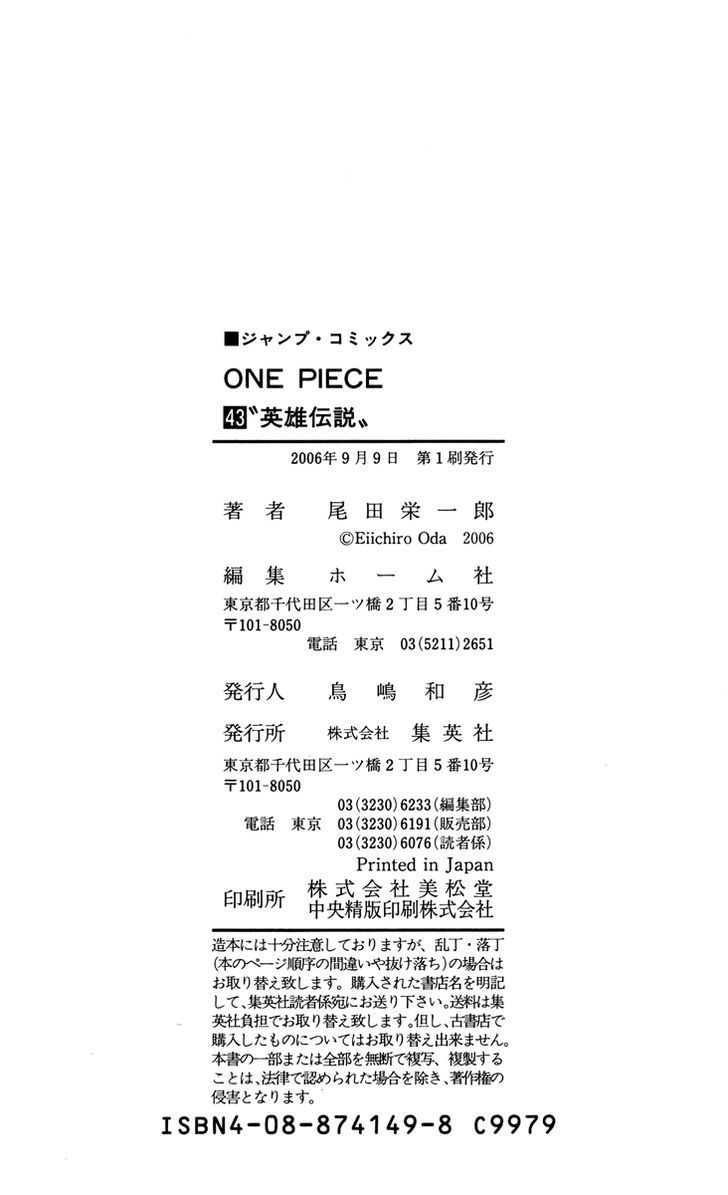 ■ジャンプ・コミックス
ONE PIECE
43〝英雄伝説〟
2006年9月9日　第1刷発行
著者　尾田栄一郎
©Eiichiro Oda　2006
編集　ホーム社
東京都千代田区一ツ橋2丁目5番10号
〒101-8050
電話　東京　03(5211)2651
発行人　鳥嶋和彦
発行所　株式会社　集英社
東京都千代田区一ツ橋2丁目5番10号
〒101-8050
03(3230)6233(編集部)
電話　東京　03(3230)6191(販売部)
03(3230)6076(読者係)
Printed in Japan
印刷所　株式会社美松堂
中央精版印刷株式会社
造本には十分注意しておりますが、乱丁・落丁
(本のページ順序の間違いや抜け落ち)の場合は
お取り替え致します。購入された書店名を明記
して、集英社読者係宛にお送り下さい。送料は集
英社負担でお取り替え致します。但し、古書店で
購入したものについてはお取り替え出来ません。
本書の一部または全部を無断で複写、複製する
ことは、法律で認められた場合を除き、著作権の
侵害となります。
ISBN4-08-874149-8 C9979